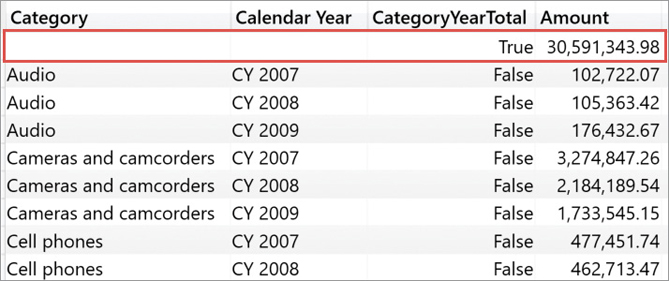 Category Calendar Year CategoryYearTotal Amount
True 30,591,343.98
Audio CY 2007 False 102,722.07
Audio CY 2008 False 105,363.42
Audio CY 2009 False 176,432.67
Cameras and camcorders CY 2007 False 3,274,847.26
Cameras and camcorders CY 2008 False 2,184,189.54
Cameras and camcorders CY 2009 False 1,733,545.15
Cell phones CY 2007 False 477,451.74
Cell phones CY 2008 False 462,713.47